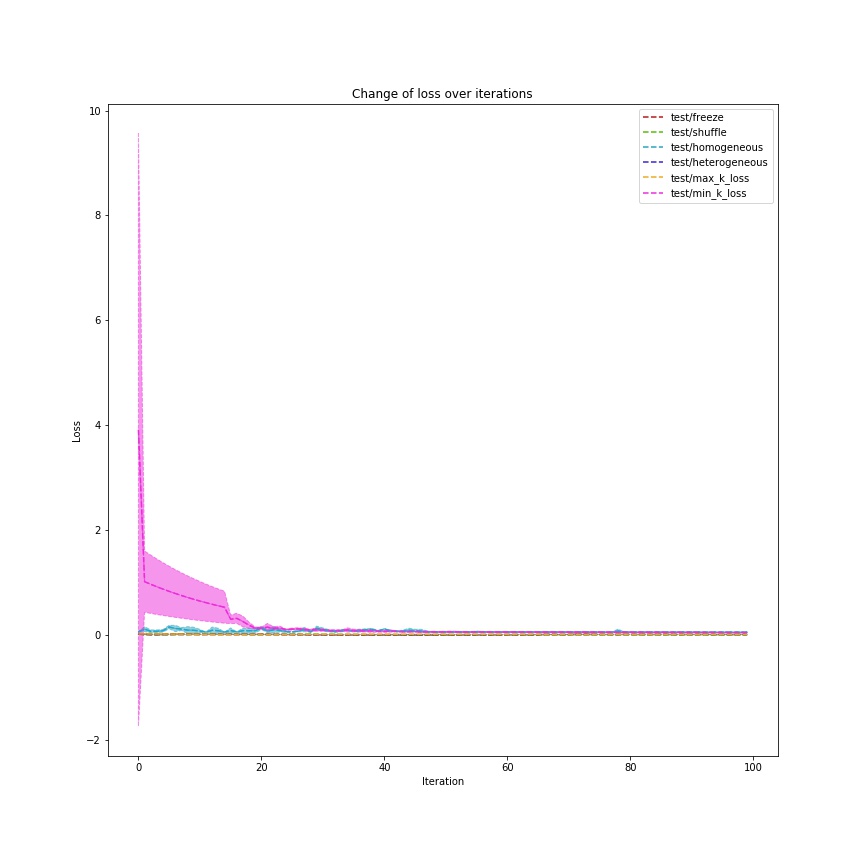 Change of loss over iterations
10
8
6
4
2
0
−2
Loss
0
20
40
60
80
100
Iteration
test/freeze
test/shuffle
test/homogeneous
test/heterogeneous
test/max_k_loss
test/min_k_loss